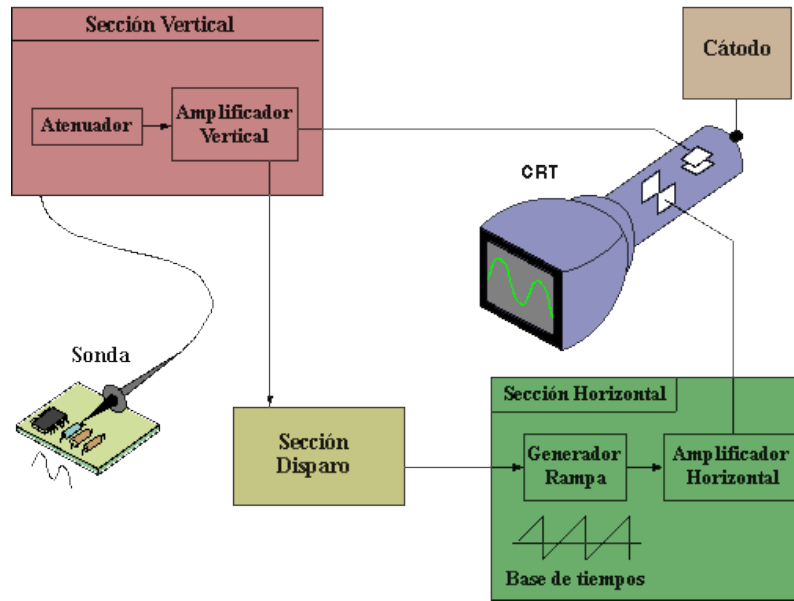 Sección Vertical
Cátodo
Atenuador
Amplificador
Vertical
CRT
Sonda
Sección Horizontal
Sección
Disparo
Generador
Rampa
Amplificador
Horizontal
Base de tiempos